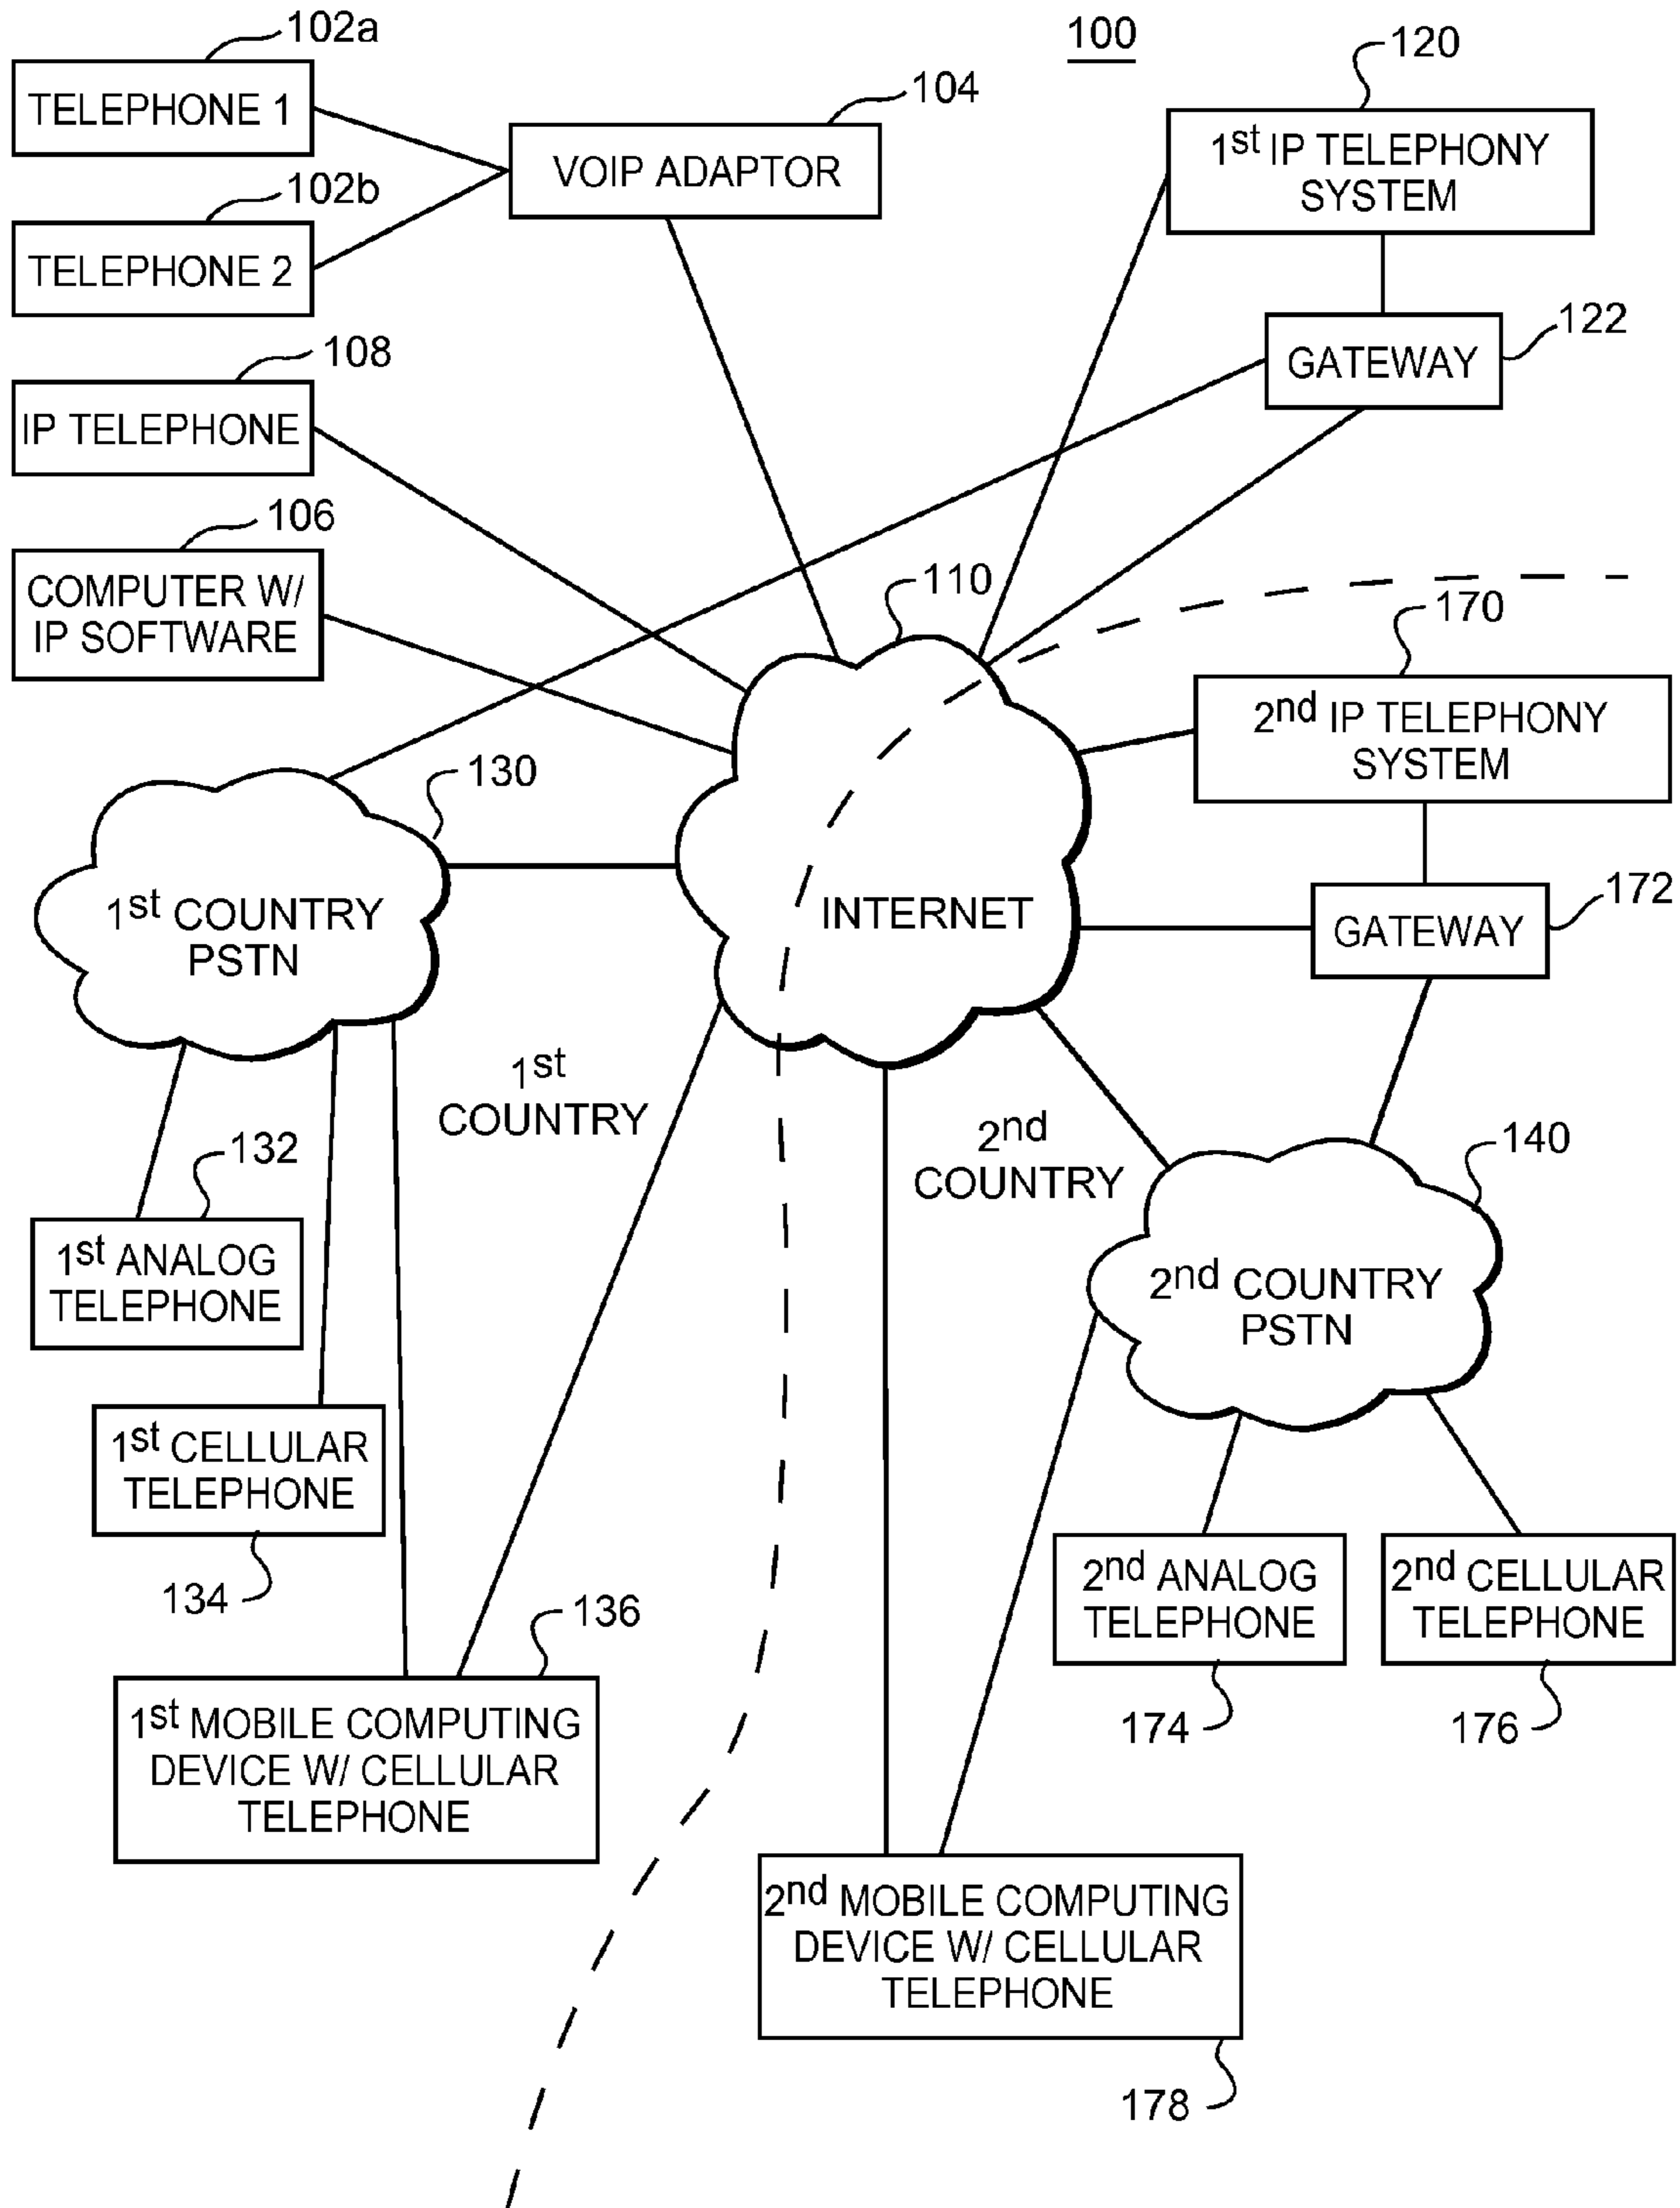 100
102a
TELEPHONE 1
102b
TELEPHONE 2
104
VOIP ADAPTOR
120
1st IP TELEPHONY
SYSTEM
122
GATEWAY
108
IP TELEPHONE
106
COMPUTER W/
IP SOFTWARE
110
INTERNET
170
2nd IP TELEPHONY
SYSTEM
172
GATEWAY
130
1st COUNTRY
PSTN
1st
COUNTRY
2nd
COUNTRY
140
2nd COUNTRY
PSTN
132
1st ANALOG
TELEPHONE
1st CELLULAR
TELEPHONE
134
136
1st MOBILE COMPUTING
DEVICE W/ CELLULAR
TELEPHONE
2nd ANALOG
TELEPHONE
174
2nd CELLULAR
TELEPHONE
176
2nd MOBILE COMPUTING
DEVICE W/ CELLULAR
TELEPHONE
178